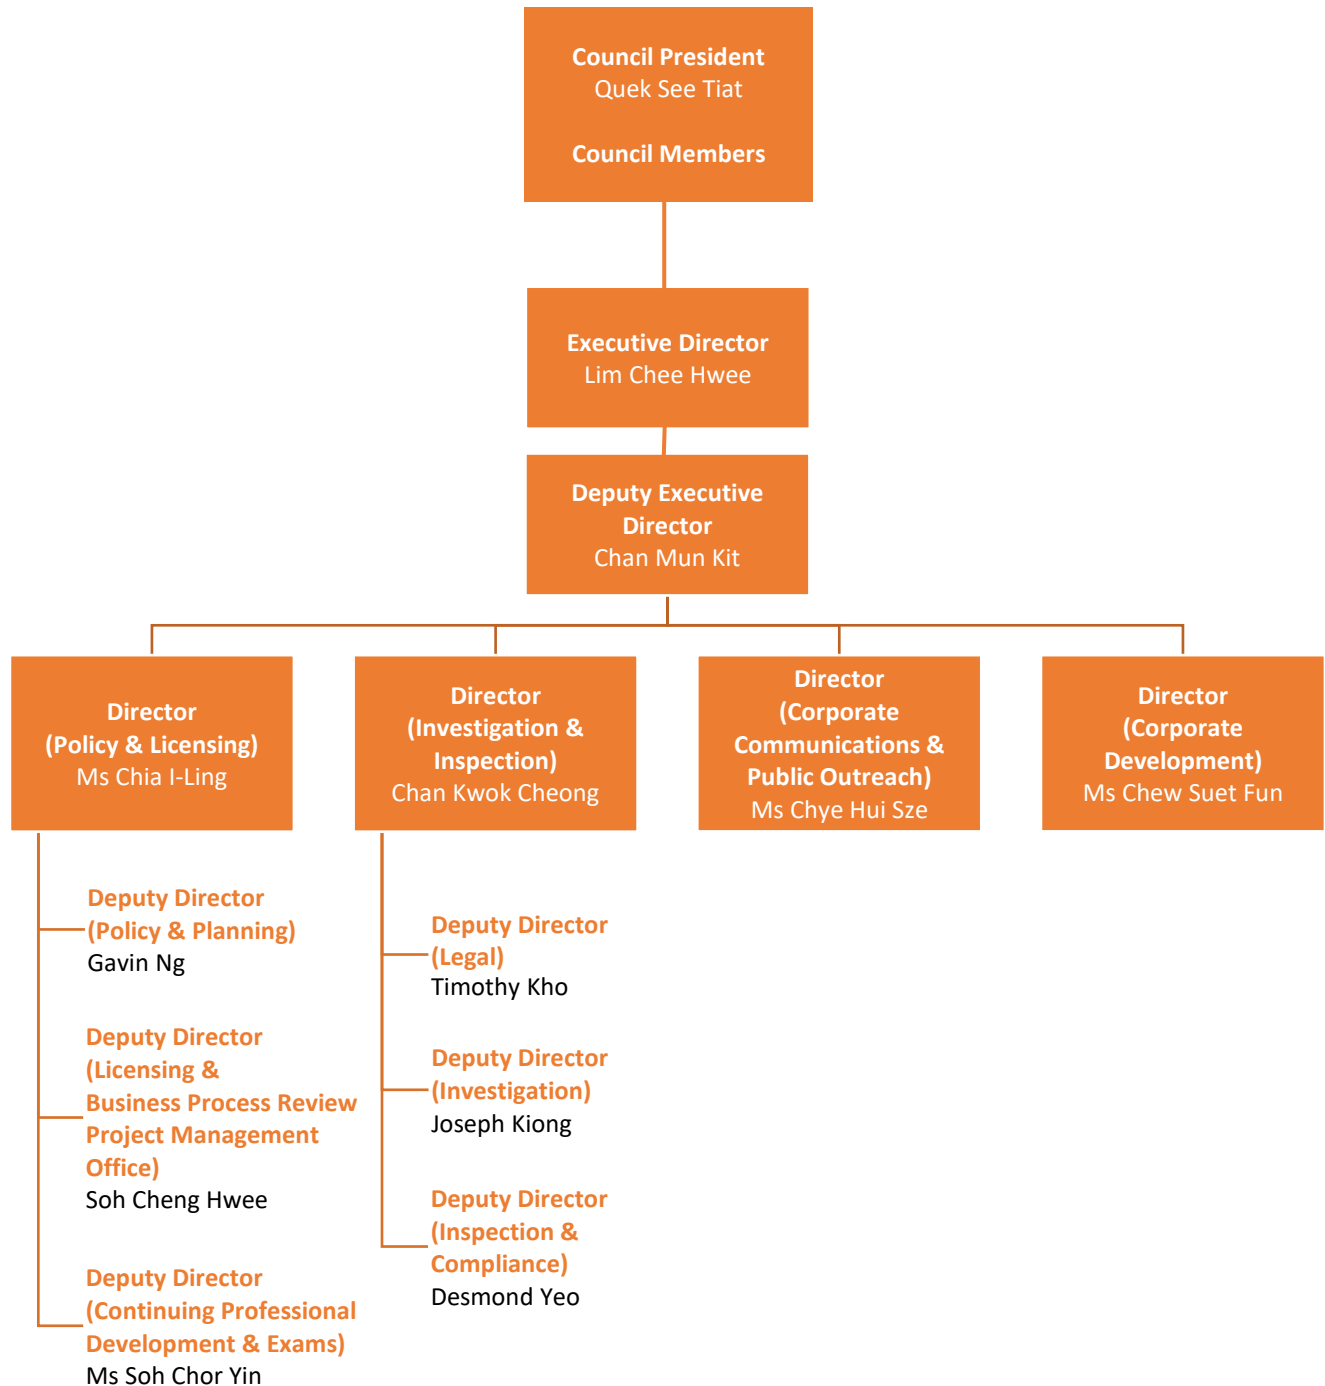 Council President
Quek See Tiat
Council Members
Executive Director
Lim Chee Hwee
Deputy Executive
Director
Chan Mun Kit
Director
(Policy & Licensing)
Ms Chia I-Ling
Director
(Investigation &
Inspection)
Chan Kwok Cheong
Director
(Corporate
Communications &
Public Outreach)
Ms Chye Hui Sze
Director
(Corporate
Development)
Ms Chew Suet Fun
Deputy Director
(Policy & Planning)
Gavin Ng
Deputy Director
(Licensing &
Business Process Review
Project Management
Office)
Soh Cheng Hwee
Deputy Director
(Continuing Professional
Development & Exams)
Ms Soh Chor Yin
Deputy Director
(Legal)
Timothy Kho
Deputy Director
(Investigation)
Joseph Kiong
Deputy Director
(Inspection &
Compliance)
Desmond Yeo